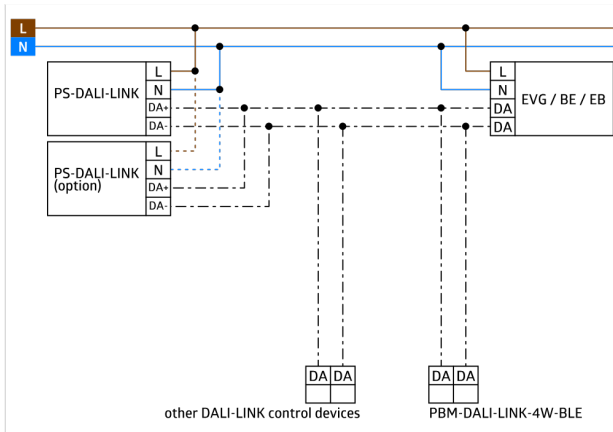 L
N
PS-DALI-LINK
L
N
DA+
DA-
EVG / BE / EB
L
N
DA
DA
PS-DALI-LINK
(option)
L
N
DA+
DA-
DA DA
other DALI-LINK control devices
DA DA
PBM-DALI-LINK-4W-BLE